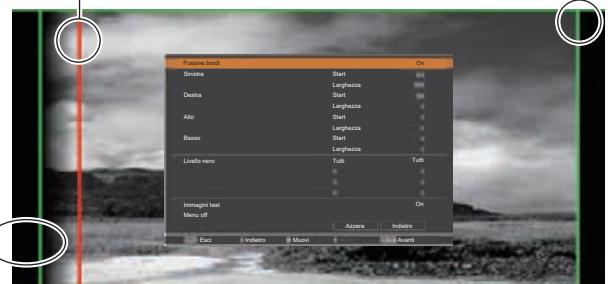 Fusione bordi On
Sinistra Start
Larghezza
Destra Start
Larghezza
Alto Start
Larghezza
Basso Start
Larghezza
Livello nero Tutti Tutti
Immagini test On
Menu off
Azzera Indietro
Esci Indietro Muovi Avanti